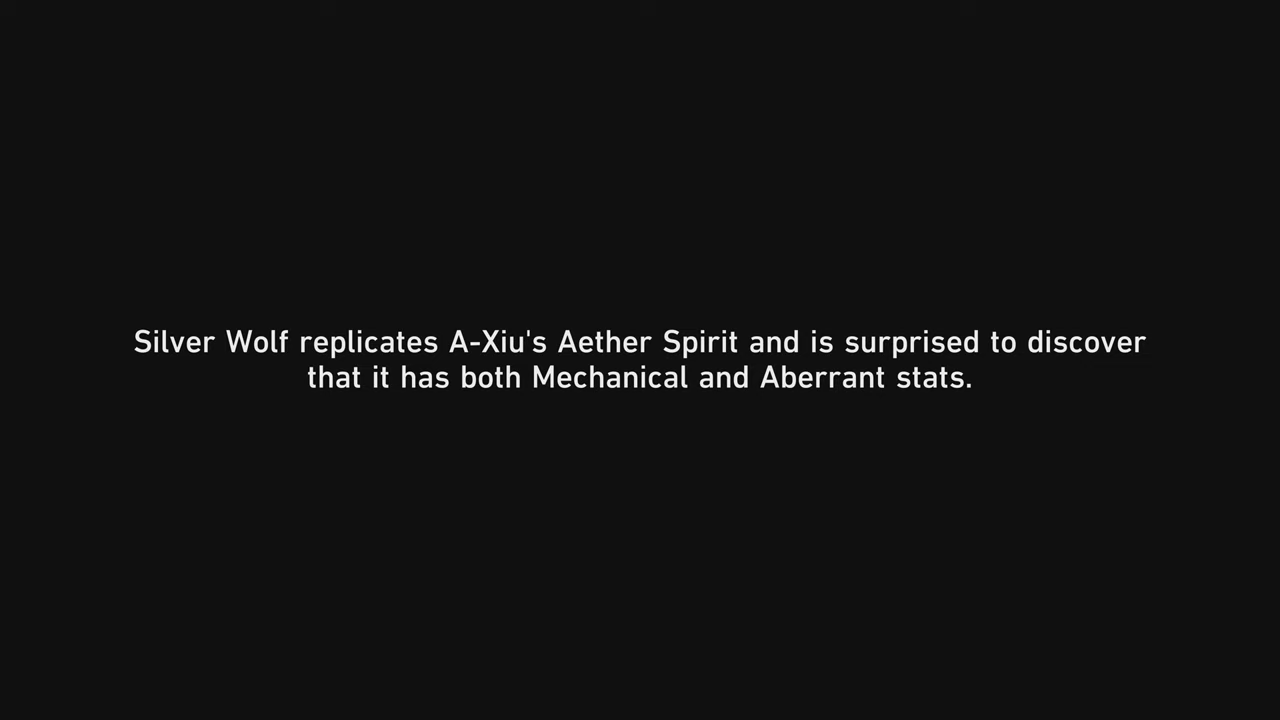 Silver Wolf replicates A-Xiu's Aether Spirit and is surprised to discover
that it has both Mechanical and Aberrant stats.